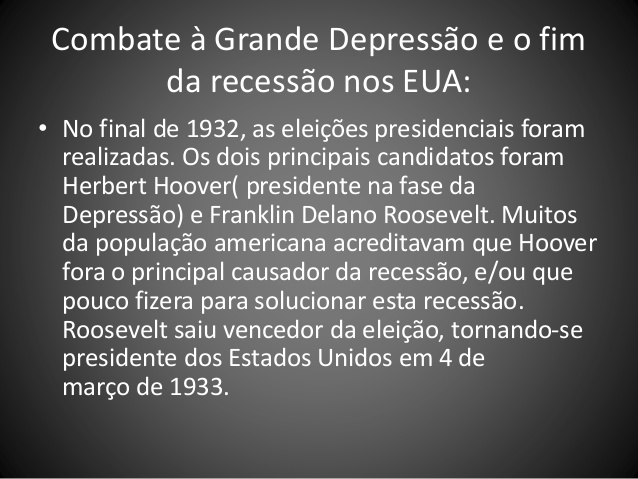 Combate à Grande Depressão e o fim
da recessão nos EUA:
• No final de 1932, as eleições presidenciais foram
realizadas. Os dois principais candidatos foram
Herbert Hoover( presidente na fase da
Depressão) e Franklin Delano Roosevelt. Muitos
da população americana acreditavam que Hoover
fora o principal causador da recessão, e/ou que
pouco fizera para solucionar esta recessão.
Roosevelt saiu vencedor da eleição, tornando-se
presidente dos Estados Unidos em 4 de
março de 1933.